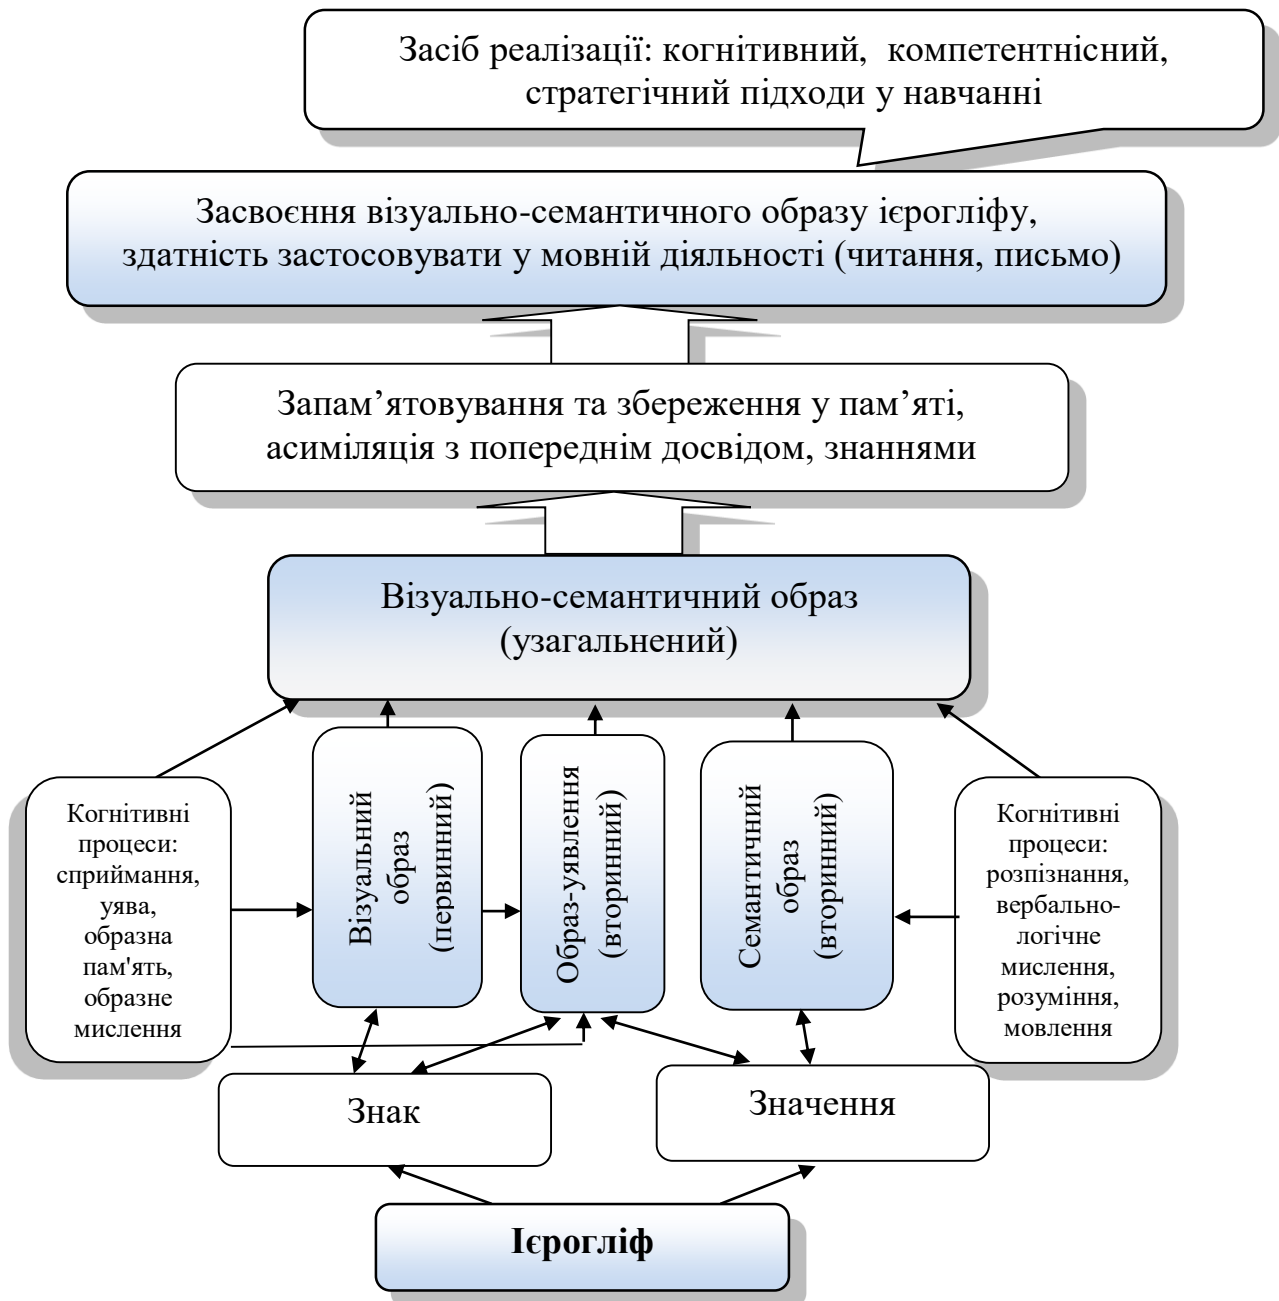 Засіб реалізації: когнітивний, компетентнісний,
стратегічний підходи у навчанні
Засвоєння візуально-семантичного образу ієрогліфу,
здатність застосовувати у мовній діяльності (читання, письмо)
Запам’ятовування та збереження у пам’яті,
асиміляція з попереднім досвідом, знаннями
Візуально-семантичний образ
(узагальнений)
Когнітивні
процеси:
сприймання,
уява,
образна
пам'ять,
образне
мислення
Візуальний
образ
(первинний)
Образ-уявлення
(вторинний)
Семантичний
образ
(вторинний)
Когнітивні
процеси:
розпізнання,
вербально-
логічне
мислення,
розуміння,
мовлення
Знак
Значення
Ієрогліф